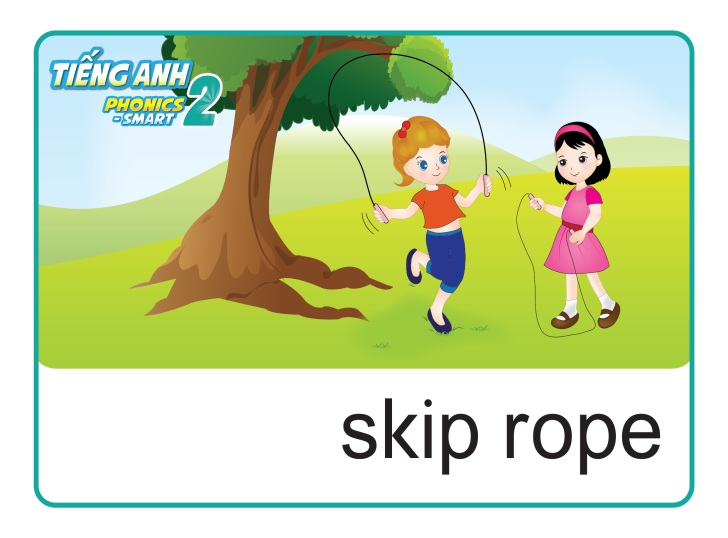 TIẾNG ANH
PHONICS
- SMART
2
skip rope